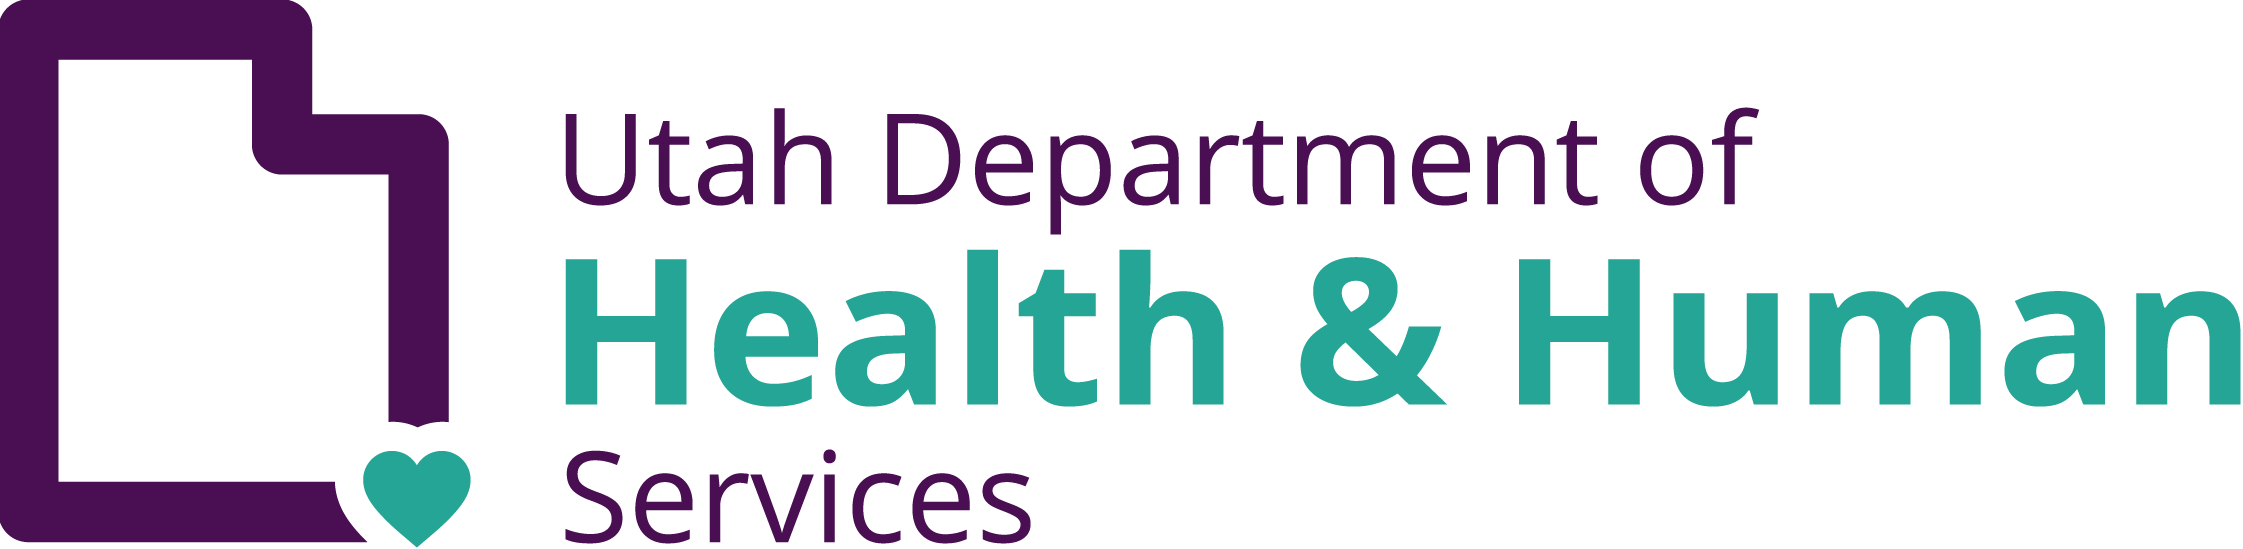 Utah Department of
Health & Human
Services